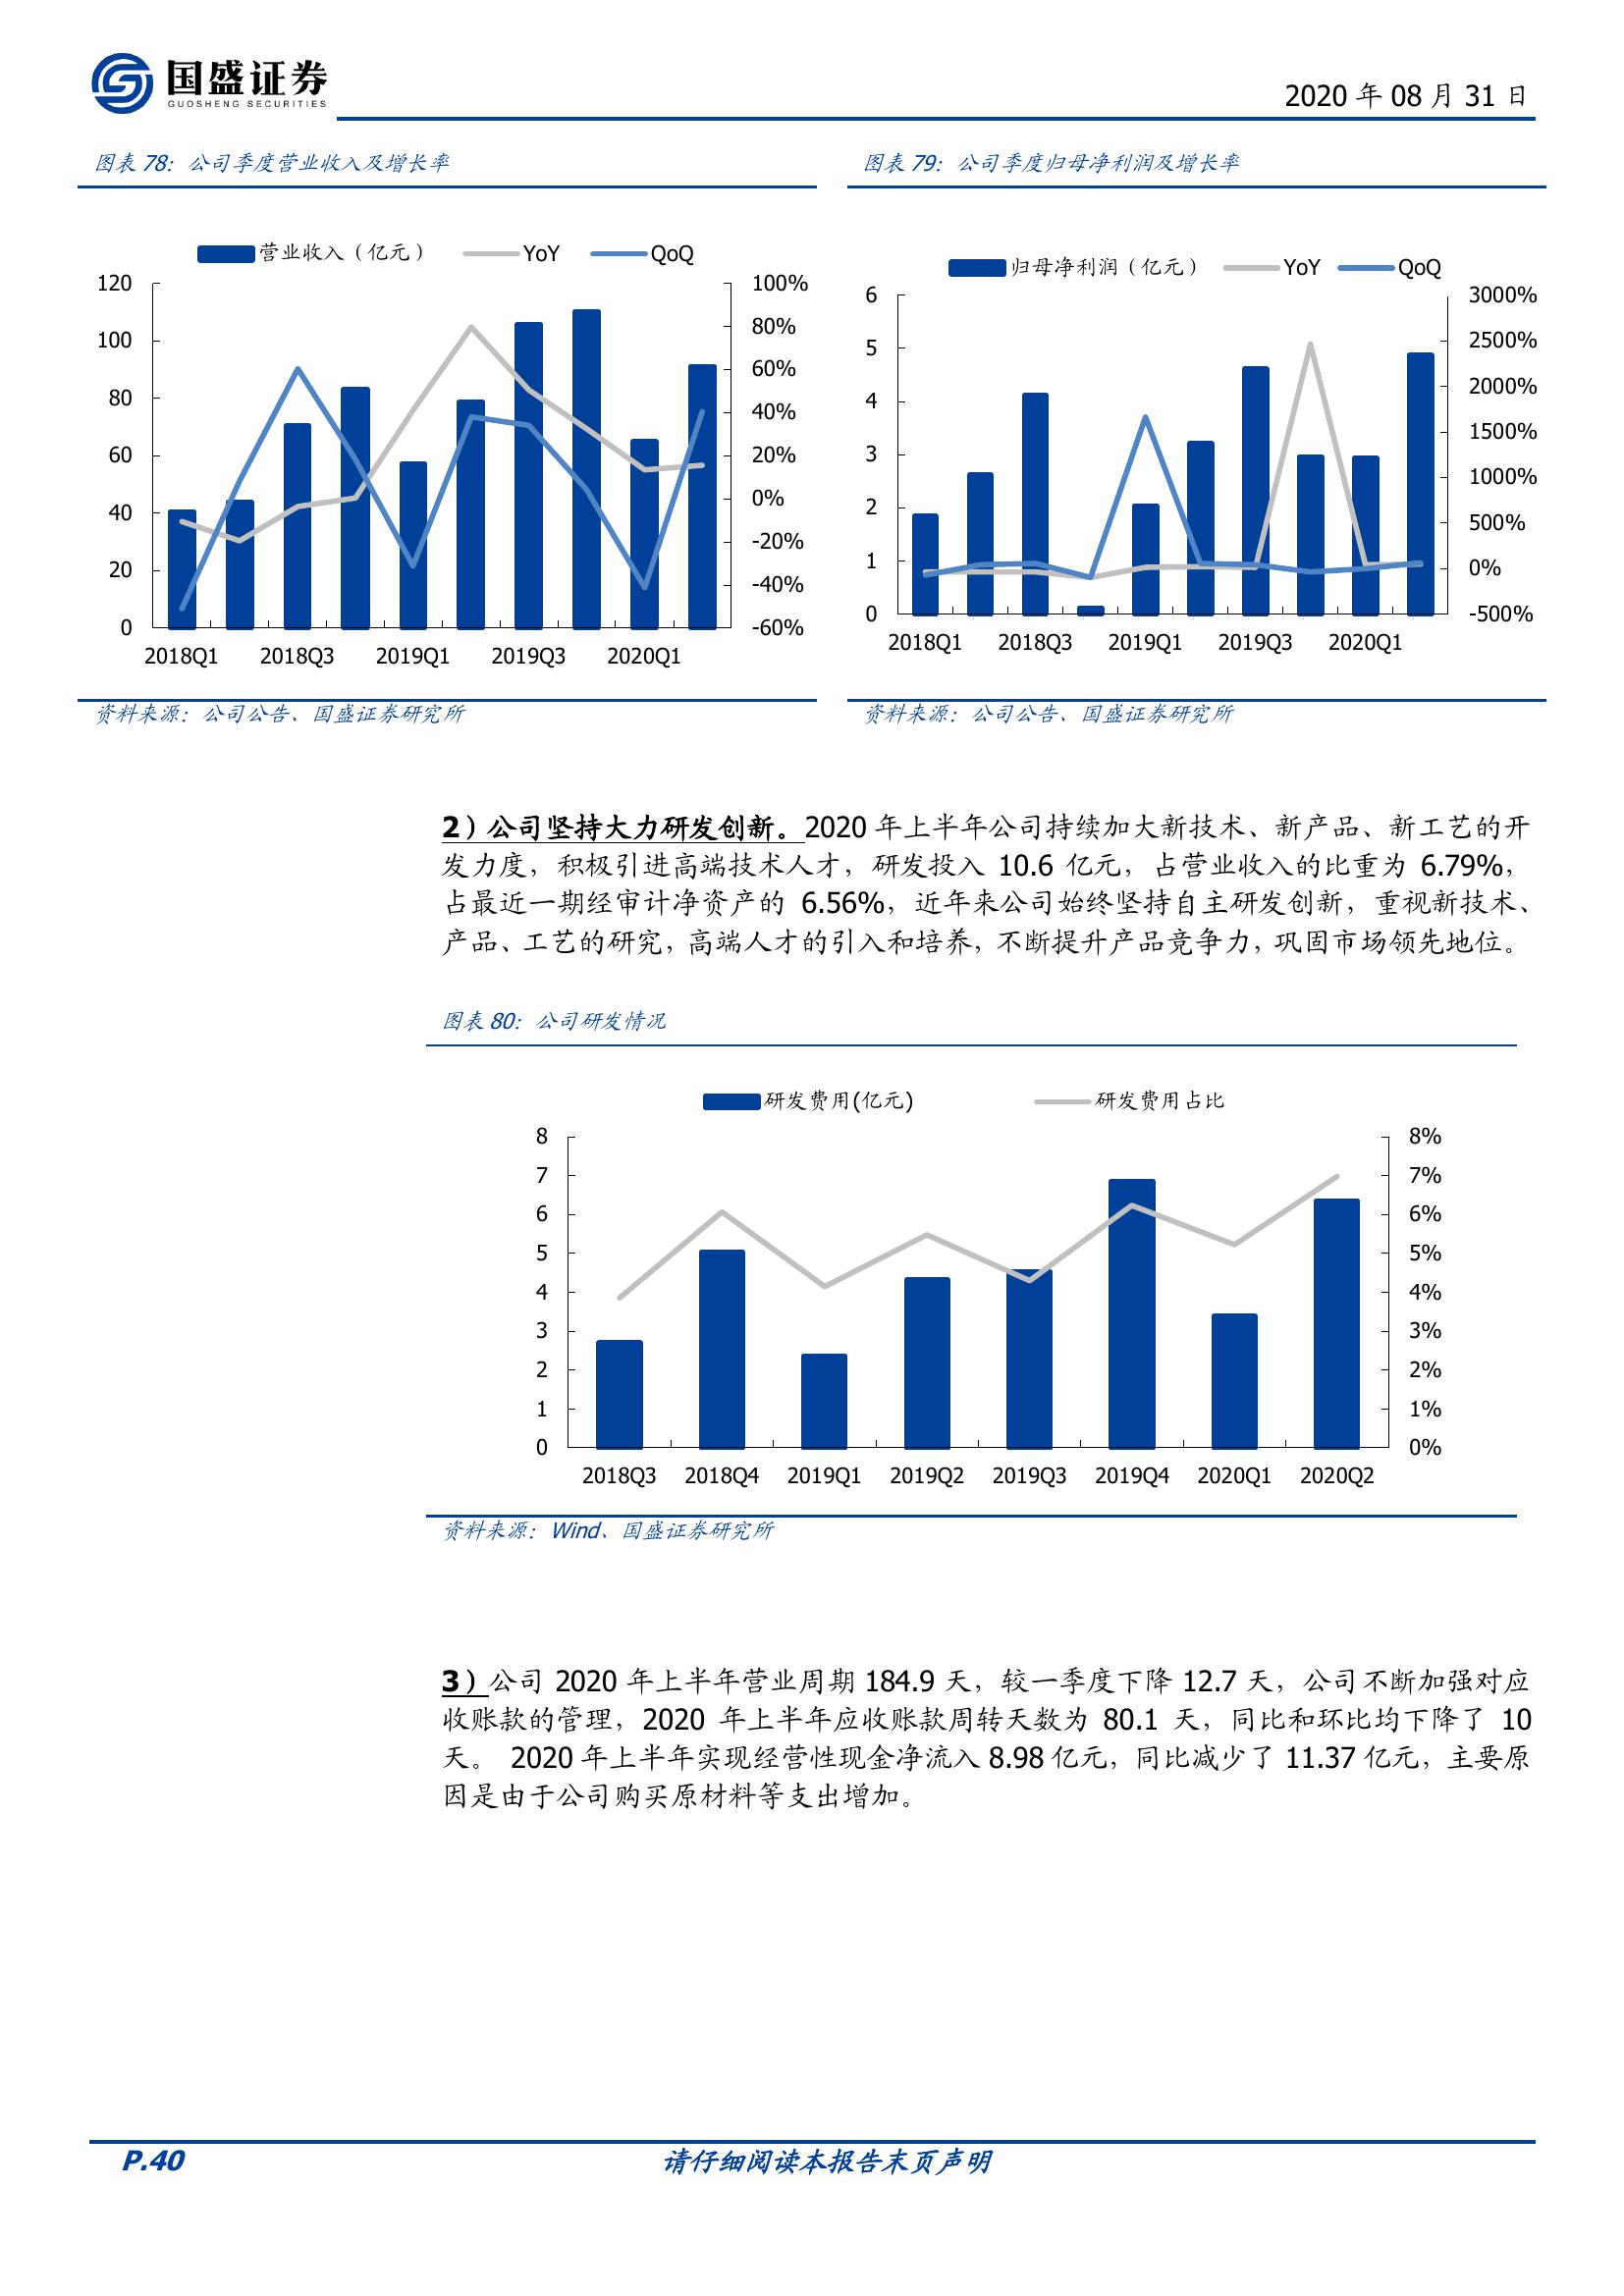 国盛证券
GUOSHENG SECURITIES
2020 年 08 月 31 日
图表 78：公司季度营业收入及增长率
营业收入（亿元） YoY QoQ
120
100
80
60
40
20
0
100%
80%
60%
40%
20%
0%
-20%
-40%
-60%
2018Q1 2018Q3 2019Q1 2019Q3 2020Q1
资料来源：公司公告、国盛证券研究所
图表 79：公司季度归母净利润及增长率
归母净利润（亿元） YoY QoQ
6
5
4
3
2
1
0
3000%
2500%
2000%
1500%
1000%
500%
0%
-500%
2018Q1 2018Q3 2019Q1 2019Q3 2020Q1
资料来源：公司公告、国盛证券研究所
2）公司坚持大力研发创新。2020 年上半年公司持续加大新技术、新产品、新工艺的开
发力度，积极引进高端技术人才，研发投入 10.6 亿元，占营业收入的比重为 6.79%，
占最近一期经审计净资产的 6.56%，近年来公司始终坚持自主研发创新，重视新技术、
产品、工艺的研究，高端人才的引入和培养，不断提升产品竞争力，巩固市场领先地位。
图表 80：公司研发情况
研发费用(亿元) 研发费用占比
8
7
6
5
4
3
2
1
0
8%
7%
6%
5%
4%
3%
2%
1%
0%
2018Q3 2018Q4 2019Q1 2019Q2 2019Q3 2019Q4 2020Q1 2020Q2
资料来源：Wind、国盛证券研究所
3）公司 2020 年上半年营业周期 184.9 天，较一季度下降 12.7 天，公司不断加强对应
收账款的管理，2020 年上半年应收账款周转天数为 80.1 天，同比和环比均下降了 10
天。 2020 年上半年实现经营性现金净流入 8.98 亿元，同比减少了 11.37 亿元，主要原
因是由于公司购买原材料等支出增加。
P.40
请仔细阅读本报告末页声明